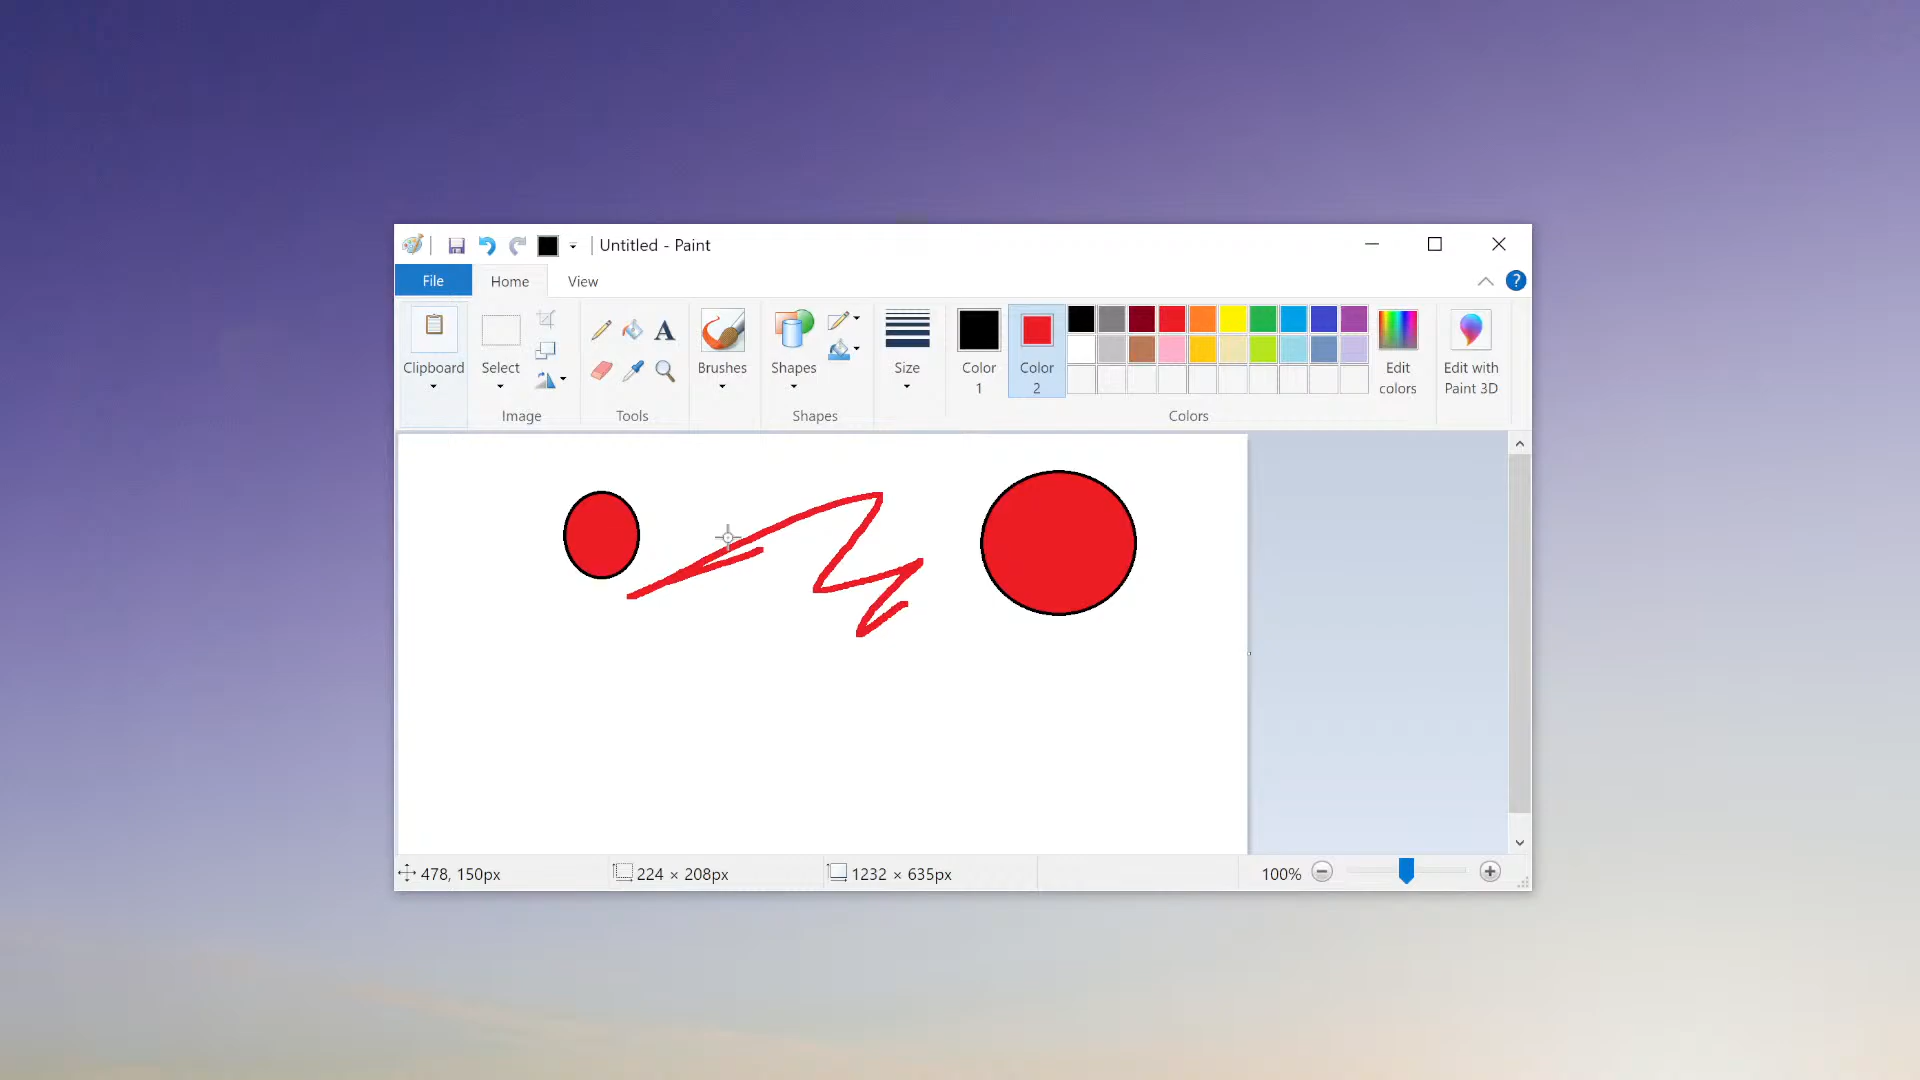 Untitled - Paint
File Home View
Clipboard Select Brushes Shapes Size Color 1 Color 2 Edit colors Edit with Paint 3D
Image Tools Shapes Colors
478, 150px 224 × 208px 1232 × 635px 100%